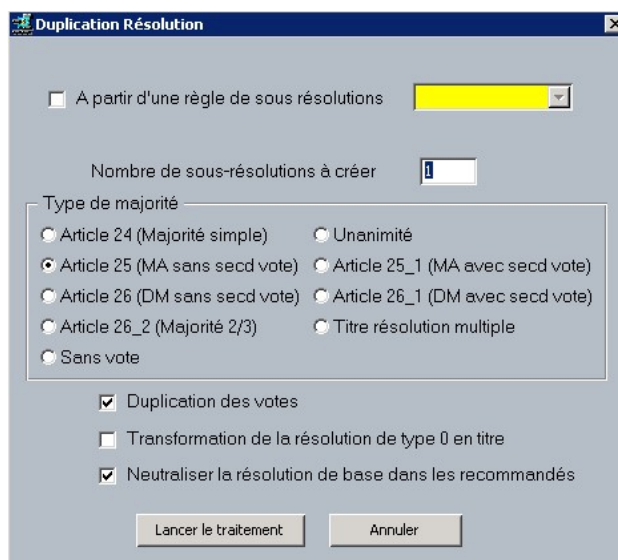 Duplication Résolution
A partir d'une règle de sous résolutions
Nombre de sous-résolutions à créer 1
Type de majorité
Article 24 (Majorité simple) Unanimité
Article 25 (MA sans secd vote) Article 25_1 (MA avec secd vote)
Article 26 (DM sans secd vote) Article 26_1 (DM avec secd vote)
Article 26_2 (Majorité 2/3) Titre résolution multiple
Sans vote
Duplication des votes
Transformation de la résolution de type 0 en titre
Neutraliser la résolution de base dans les recommandés
Lancer le traitement Annuler